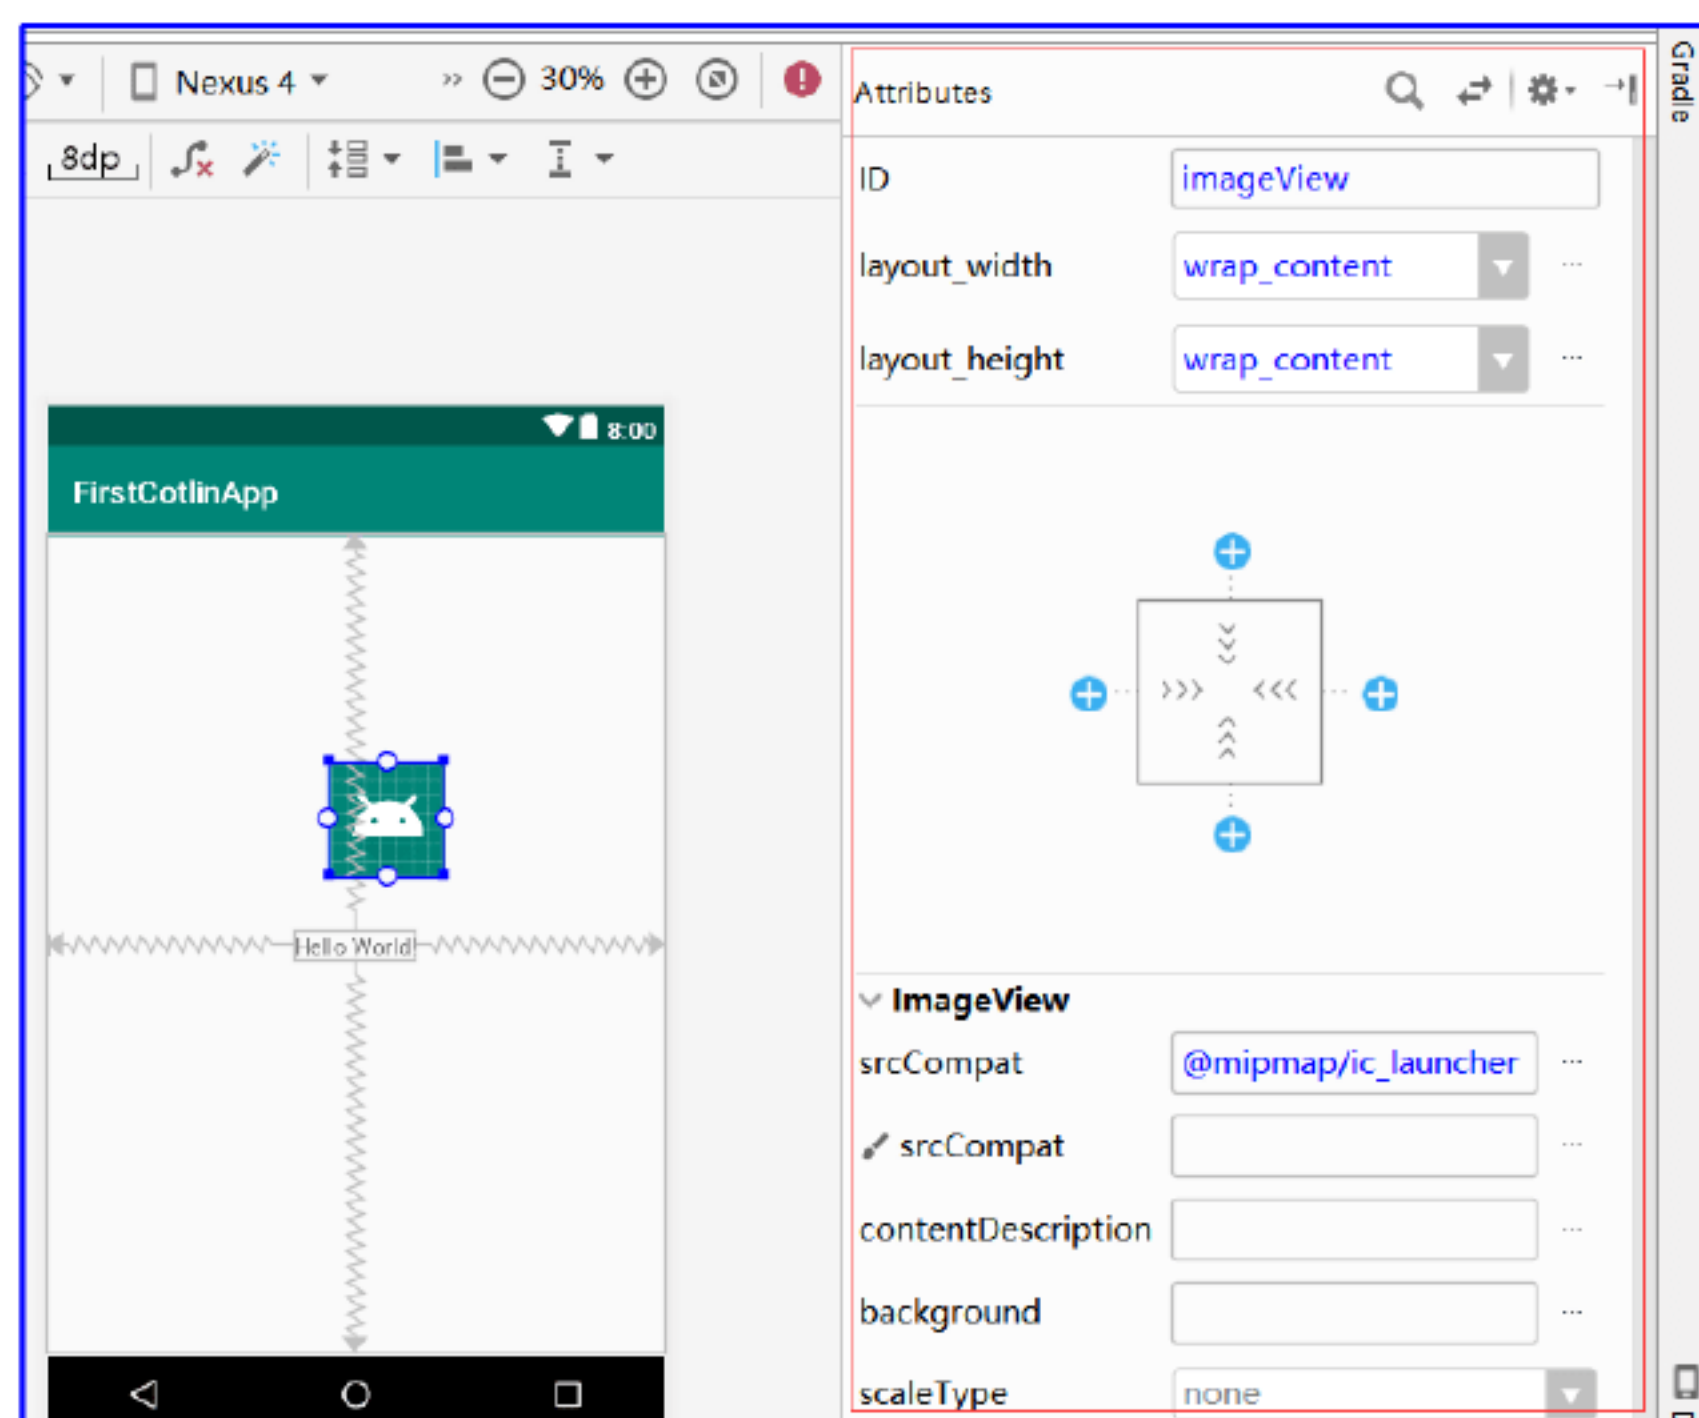 Nexus 4
30%
8dp
8:00
FirstCotlinApp
Hello World!
Attributes
ID
imageView
layout_width
wrap_content
layout_height
wrap_content
ImageView
srcCompat
@mipmap/ic_launcher
srcCompat
contentDescription
background
scaleType
none
Gradle